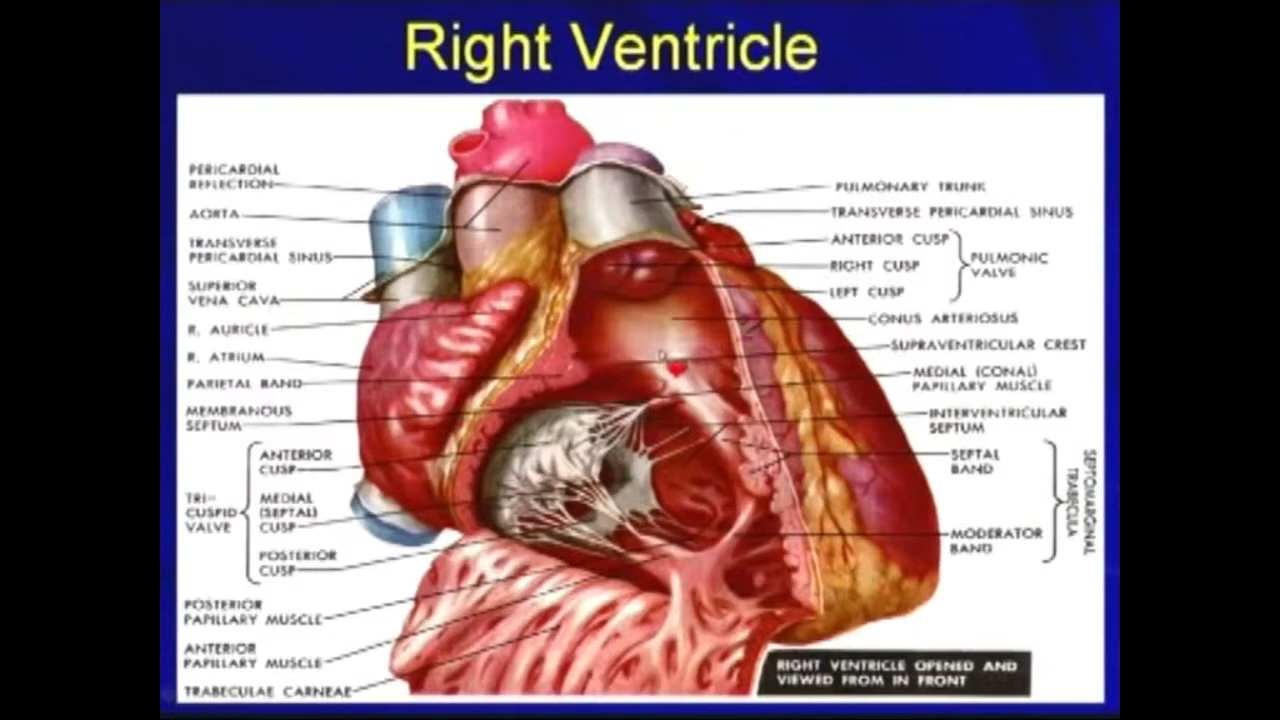 Right Ventricle
PERICARDIAL
REFLECTION
AORTA
TRANSVERSE
PERICARDIAL SINUS
SUPERIOR
VENA CAVA
R. AURICLE
R. ATRIUM
PARIETAL BAND
MEMBRANOUS
SEPTUM
ANTERIOR
CUSP
TRI-
CUSPID
VALVE
MEDIAL
(SEPTAL)
CUSP
POSTERIOR
CUSP
POSTERIOR
PAPILLARY MUSCLE
ANTERIOR
PAPILLARY MUSCLE
TRABECULAE CARNEAE
PULMONARY TRUNK
TRANSVERSE PERICARDIAL SINUS
ANTERIOR CUSP
RIGHT CUSP
LEFT CUSP
PULMONIC
VALVE
CONUS ARTERIOSUS
SUPRAVENTRICULAR CREST
MEDIAL (CONAL)
PAPILLARY MUSCLE
INTERVENTRICULAR
SEPTUM
SEPTAL
BAND
MODERATOR
BAND
SEPTOMARGINAL
TRABECULA
RIGHT VENTRICLE OPENED AND
VIEWED FROM IN FRONT